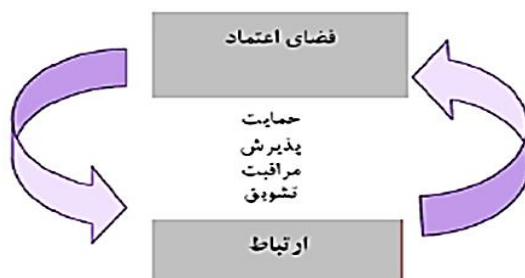 فضای اعتماد
حمایت
پذیرش
مراقبت
تشویق
ارتباط